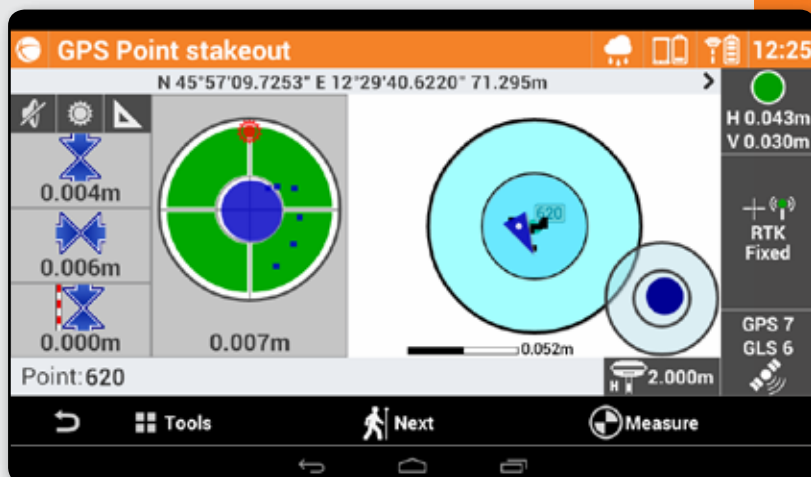 GPS Point stakeout
12:25
N 45°57'09.7253" E 12°29'40.6220" 71.295m
H 0.043m
V 0.030m
0.004m
0.006m
0.000m
0.007m
620
0.052m
RTK
Fixed
GPS 7
GLS 6
Point:620
H
2.000m
Tools
Next
Measure